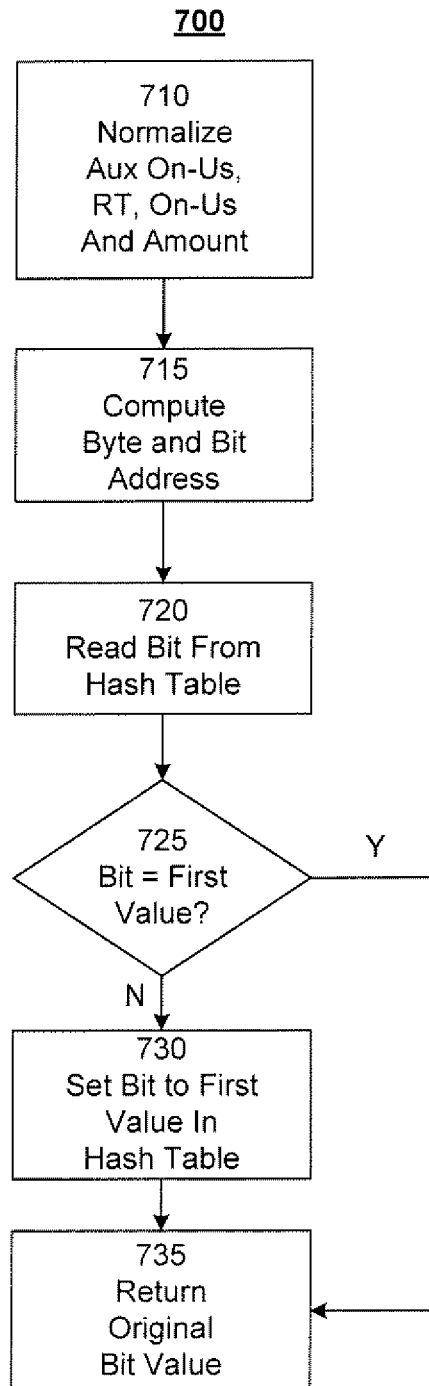 700
710
Normalize
Aux On-Us,
RT, On-Us
And Amount
715
Compute
Byte and Bit
Address
720
Read Bit From
Hash Table
725
Bit = First
Value?
Y
N
730
Set Bit to First
Value In
Hash Table
735
Return
Original
Bit Value